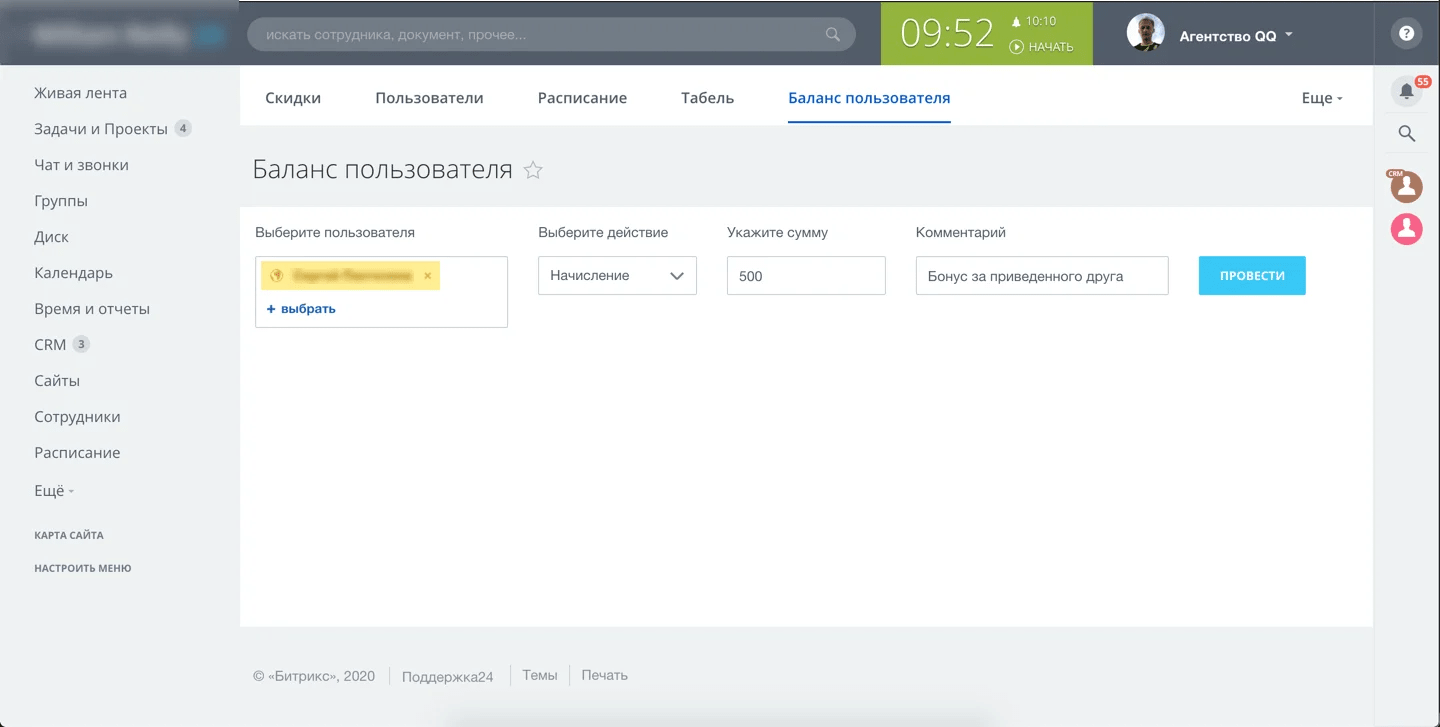 искать сотрудника, документ, прочее...
09:52
10:10
НАЧАТЬ
Агентство QQ
?
Живая лента
Задачи и Проекты 4
Чат и звонки
Группы
Диск
Календарь
Время и отчеты
CRM 3
Сайты
Сотрудники
Расписание
Ещё
КАРТА САЙТА
НАСТРОИТЬ МЕНЮ
Скидки Пользователи Расписание Табель Баланс пользователя Еще
55
CRM
Баланс пользователя
Выберите пользователя Выберите действие Укажите сумму Комментарий
× Начисление 500 Бонус за приведенного друга ПРОВЕСТИ
+ выбрать
© «Битрикс», 2020 Поддержка24 Темы Печать